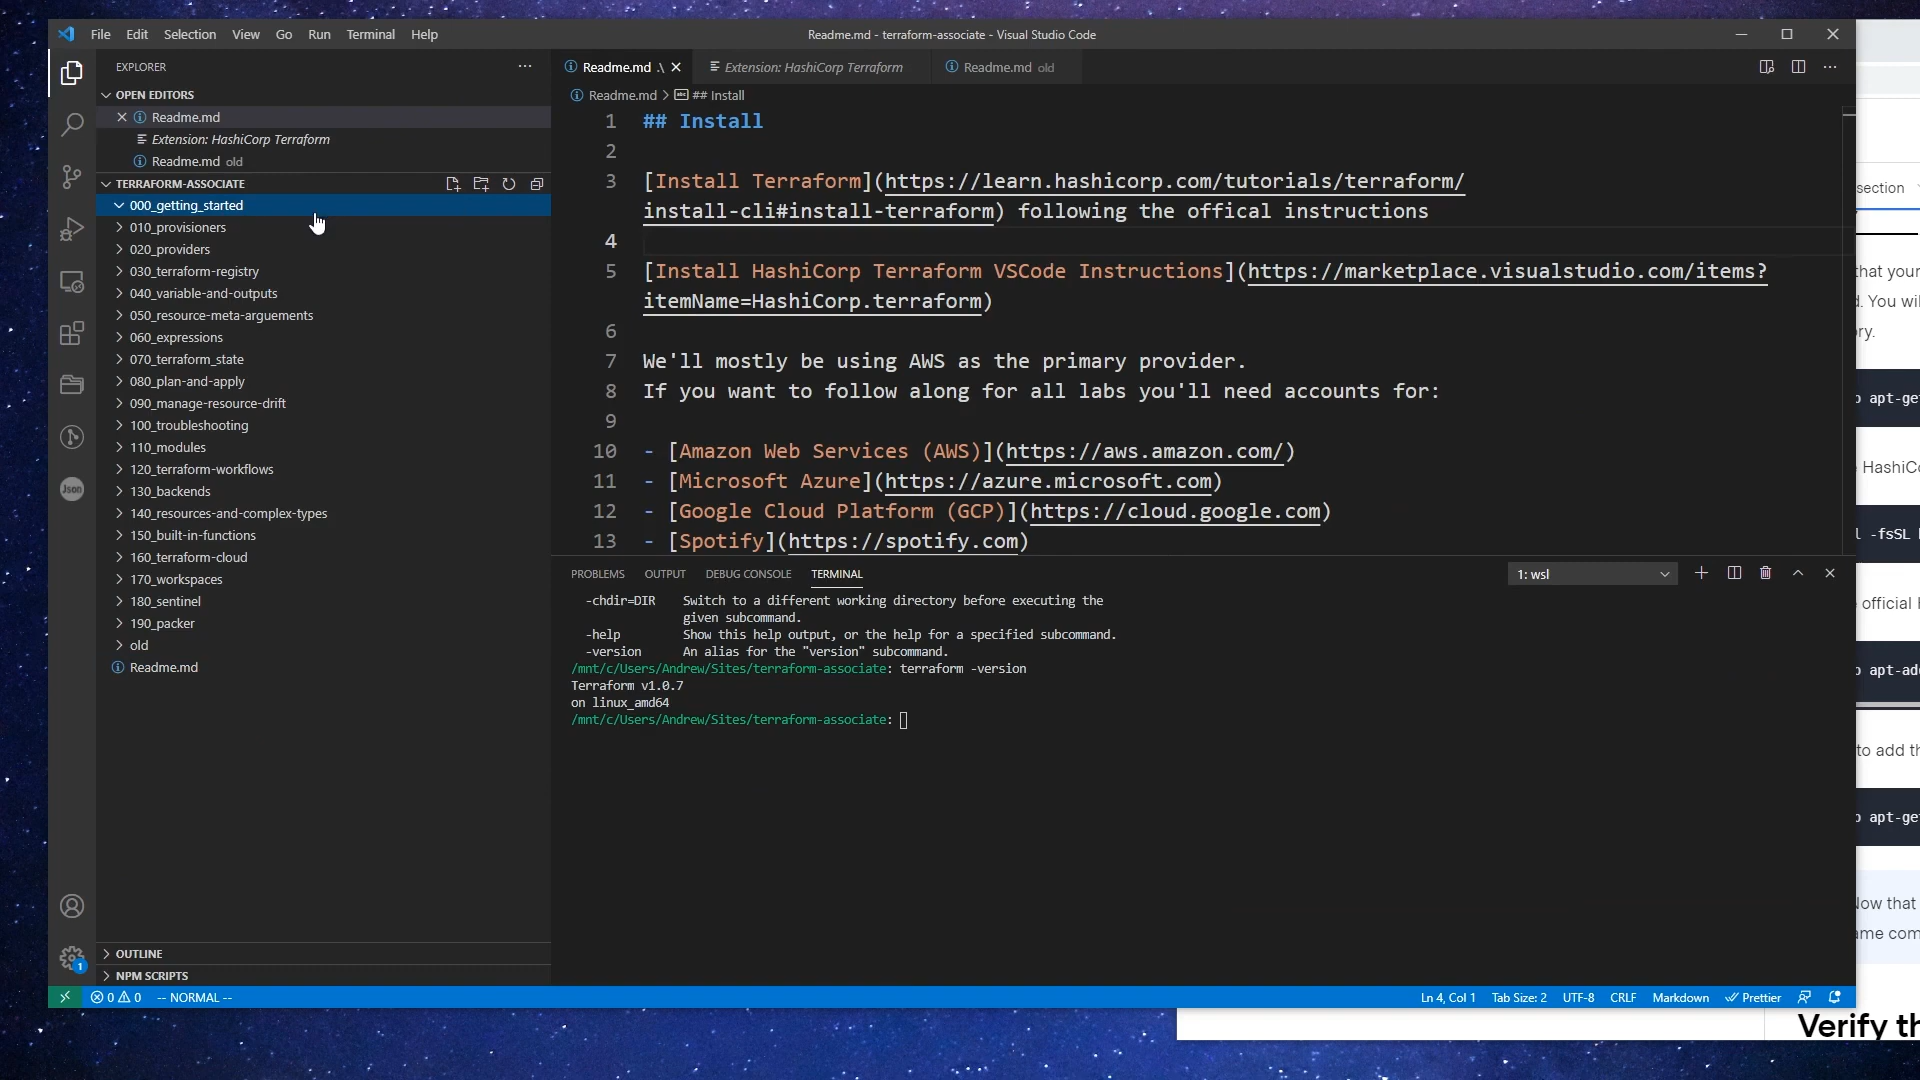 File Edit Selection View Go Run Terminal Help
Readme.md - terraform-associate - Visual Studio Code
EXPLORER
OPEN EDITORS
Readme.md
Extension: HashiCorp Terraform
Readme.md old
TERRAFORM-ASSOCIATE
000_getting_started
010_provisioners
020_providers
030_terraform-registry
040_variable-and-outputs
050_resource-meta-arguements
060_expressions
070_terraform_state
080_plan-and-apply
090_manage-resource-drift
100_troubleshooting
110_modules
120_terraform-workflows
130_backends
140_resources-and-complex-types
150_built-in-functions
160_terraform-cloud
170_workspaces
180_sentinel
190_packer
old
Readme.md
OUTLINE
NPM SCRIPTS
Json
1
Readme.md .\ Extension: HashiCorp Terraform Readme.md old
Readme.md > ## Install
1 ## Install
2
3 [Install Terraform](https://learn.hashicorp.com/tutorials/terraform/
install-cli#install-terraform) following the offical instructions
4
5 [Install HashiCorp Terraform VSCode Instructions](https://marketplace.visualstudio.com/items?
itemName=HashiCorp.terraform)
6
7 We'll mostly be using AWS as the primary provider.
8 If you want to follow along for all labs you'll need accounts for:
9
10 - [Amazon Web Services (AWS)](https://aws.amazon.com/)
11 - [Microsoft Azure](https://azure.microsoft.com)
12 - [Google Cloud Platform (GCP)](https://cloud.google.com)
13 - [Spotify](https://spotify.com)
PROBLEMS OUTPUT DEBUG CONSOLE TERMINAL
1: wsl
-chdir=DIR Switch to a different working directory before executing the
given subcommand.
-help Show this help output, or the help for a specified subcommand.
-version An alias for the "version" subcommand.
/mnt/c/Users/Andrew/Sites/terraform-associate: terraform -version
Terraform v1.0.7
on linux_amd64
/mnt/c/Users/Andrew/Sites/terraform-associate:
0 0 -- NORMAL --
Ln 4, Col 1 Tab Size: 2 UTF-8 CRLF Markdown Prettier
section
that your
. You wil
ry.
apt-ge
HashiCo
-fsSL
official
apt-ad
to add th
apt-ge
Now that
ame com
Verify th